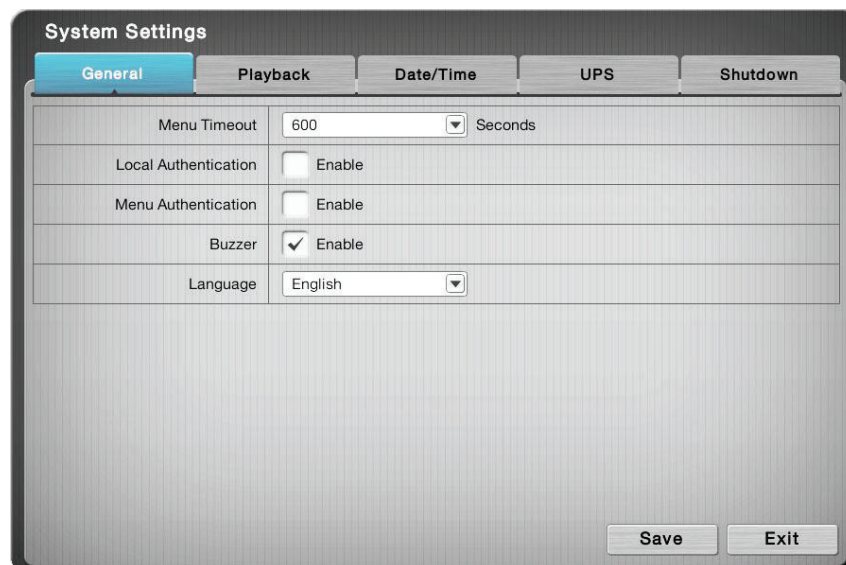 System Settings
General Playback Date/Time UPS Shutdown
Menu Timeout 600 Seconds
Local Authentication Enable
Menu Authentication Enable
Buzzer Enable
Language English
Save Exit